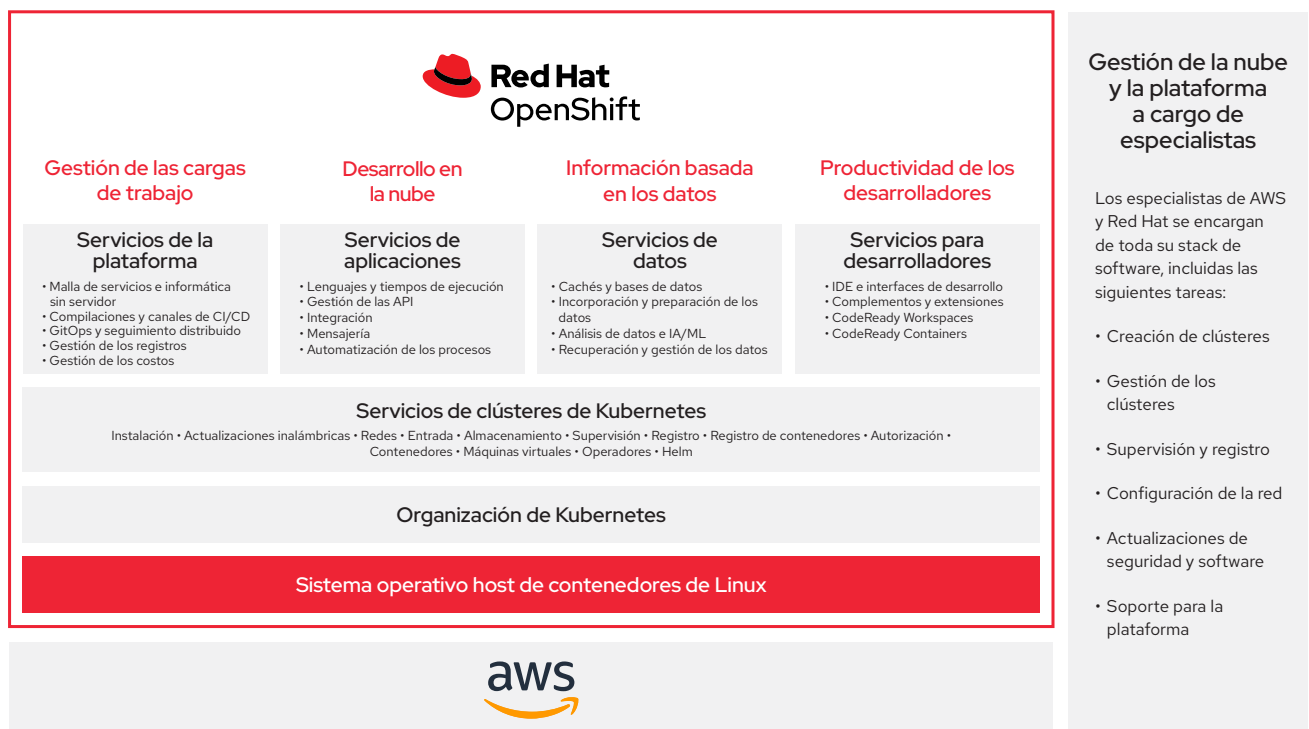 Red Hat
OpenShift
Gestión de las cargas
de trabajo
Servicios de la
plataforma
• Malla de servicios e informática
sin servidor
• Compilaciones y canales de CI/CD
• GitOps y seguimiento distribuido
• Gestión de los registros
• Gestión de los costos
Desarrollo en
la nube
Servicios de
aplicaciones
• Lenguajes y tiempos de ejecución
• Gestión de las API
• Integración
• Mensajería
• Automatización de los procesos
Información basada
en los datos
Servicios de
datos
• Cachés y bases de datos
• Incorporación y preparación de los
datos
• Análisis de datos e IA/ML
• Recuperación y gestión de los datos
Productividad de los
desarrolladores
Servicios para
desarrolladores
• IDE e interfaces de desarrollo
• Complementos y extensiones
• CodeReady Workspaces
• CodeReady Containers
Servicios de clústeres de Kubernetes
Instalación • Actualizaciones inalámbricas • Redes • Entrada • Almacenamiento • Supervisión • Registro • Registro de contenedores • Autorización •
Contenedores • Máquinas virtuales • Operadores • Helm
Organización de Kubernetes
Sistema operativo host de contenedores de Linux
aws
Gestión de la nube
y la plataforma
a cargo de
especialistas
Los especialistas de AWS
y Red Hat se encargan
de toda su stack de
software, incluidas las
siguientes tareas:
• Creación de clústeres
• Gestión de los
clústeres
• Supervisión y registro
• Configuración de la red
• Actualizaciones de
seguridad y software
• Soporte para la
plataforma